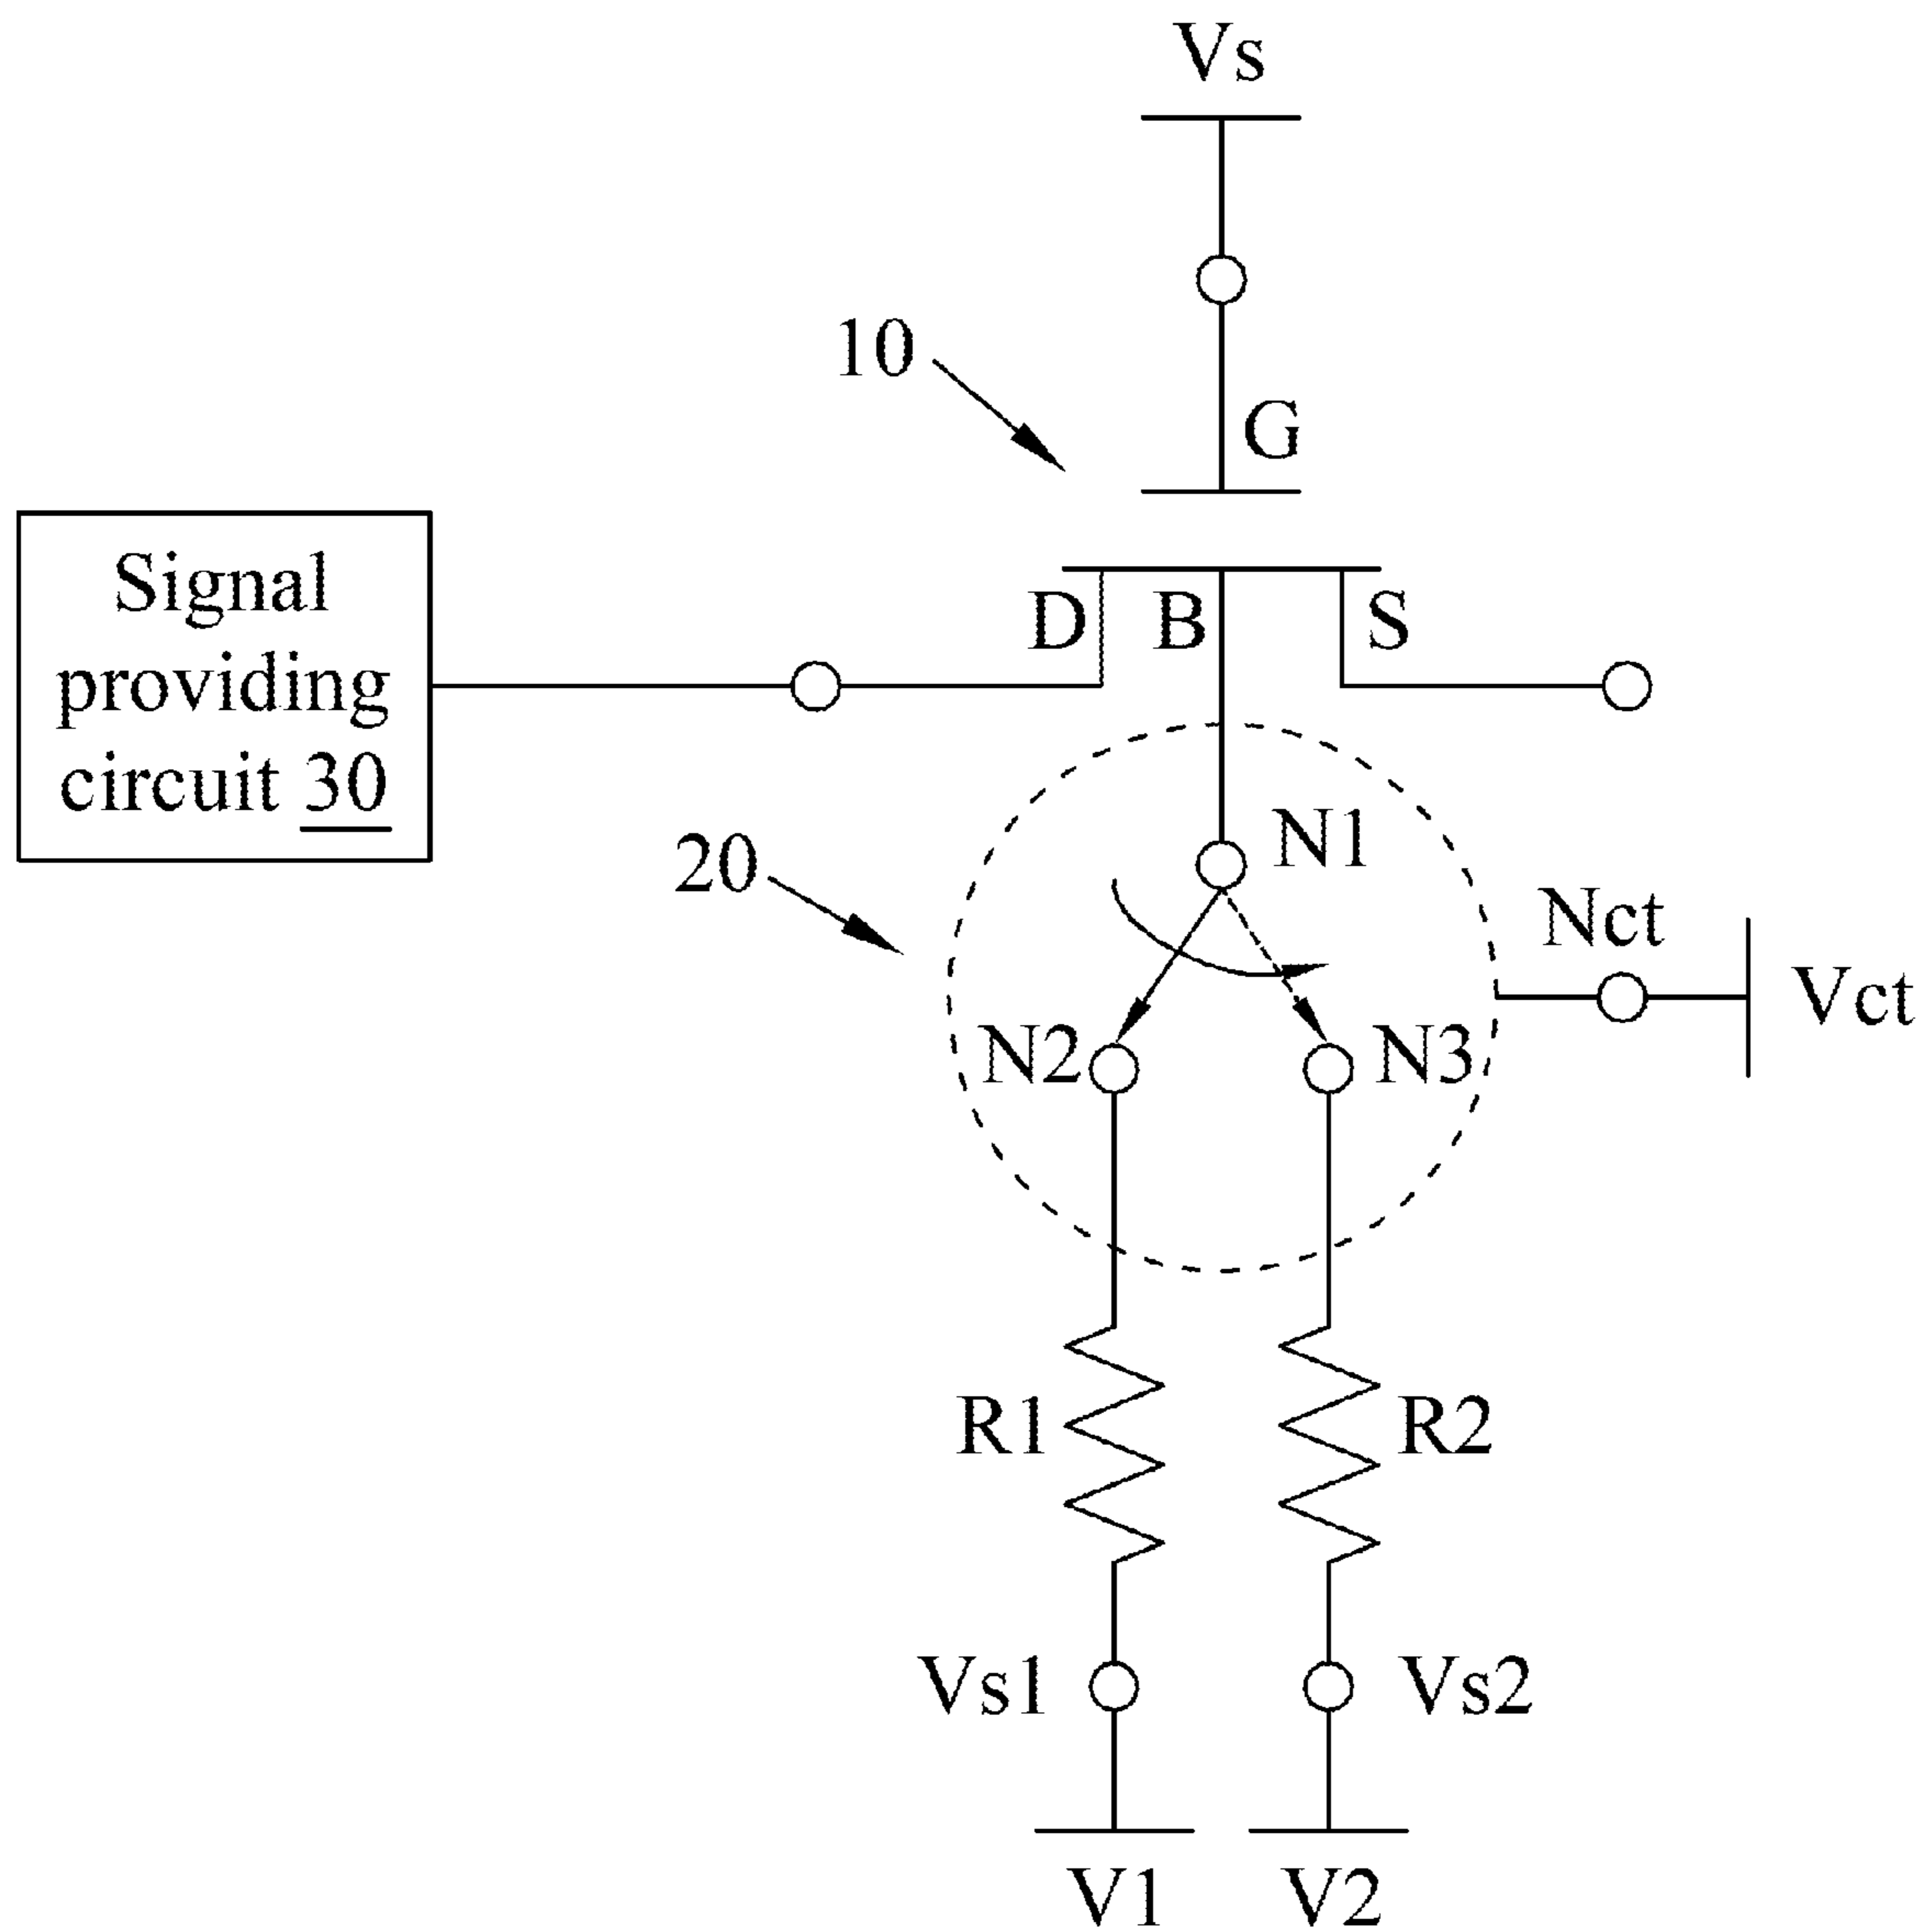 Vs
10
G
Signal
providing
circuit 30
D
B
S
N1
20
Nct
Vct
N2
N3
R1
R2
Vs1
Vs2
V1
V2